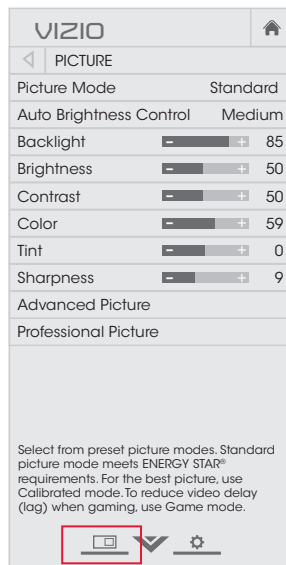 VIZIO
PICTURE
Picture Mode Standard
Auto Brightness Control Medium
Backlight - + 85
Brightness - + 50
Contrast - + 50
Color - + 59
Tint - + 0
Sharpness - + 9
Advanced Picture
Professional Picture
Select from preset picture modes. Standard
picture mode meets ENERGY STAR®
requirements. For the best picture, use
Calibrated mode. To reduce video delay
(lag) when gaming, use Game mode.